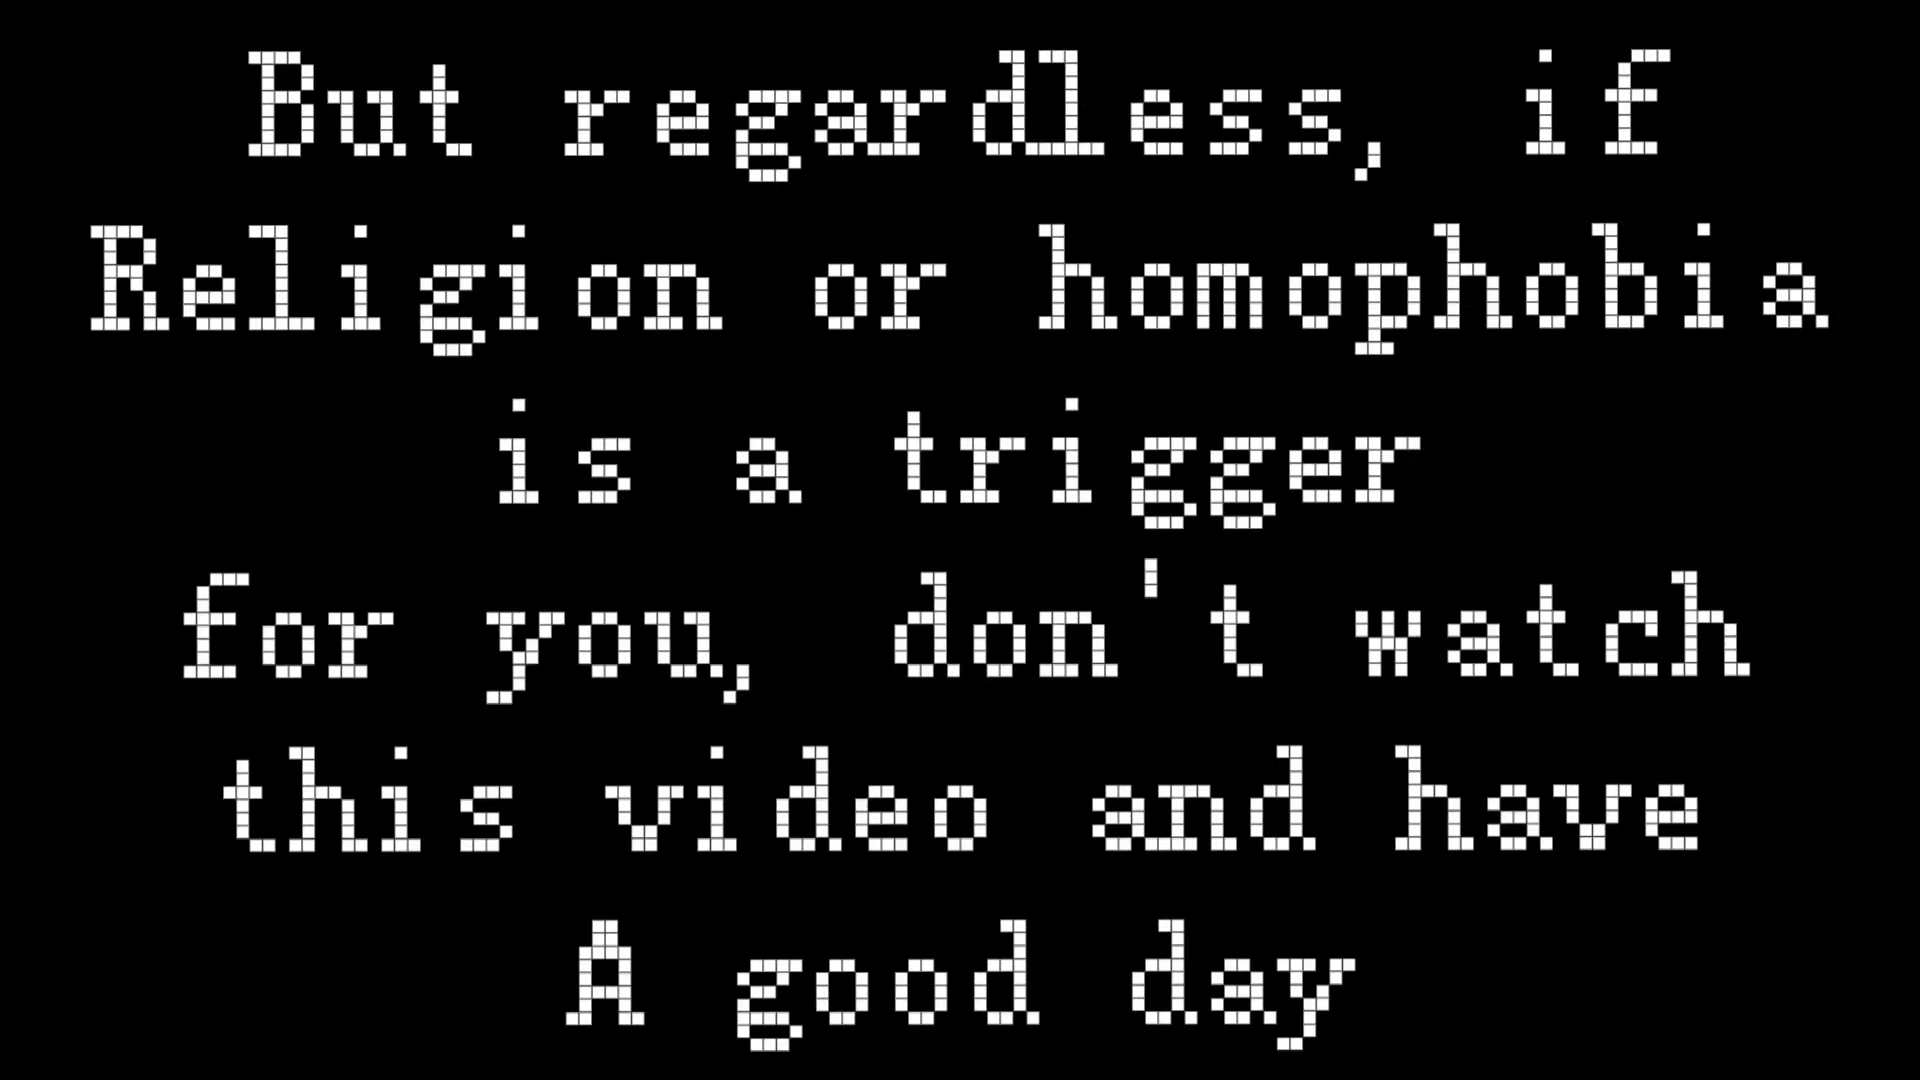 But regardless, if
Religion or homophobia
is a trigger
for you, don't watch
this video and have
A good day